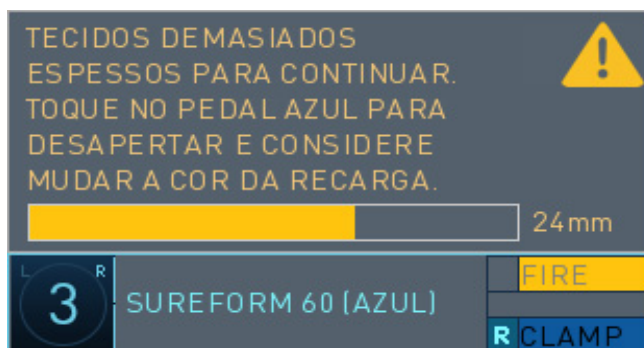 TECIDOS DEMASIADOS
ESPESSOS PARA CONTINUAR.
TOQUE NO PEDAL AZUL PARA
DESAPERTAR E CONSIDERE
MUDAR A COR DA RECARGA.
24mm
L R
3
SUREFORM 60 (AZUL)
FIRE
R CLAMP